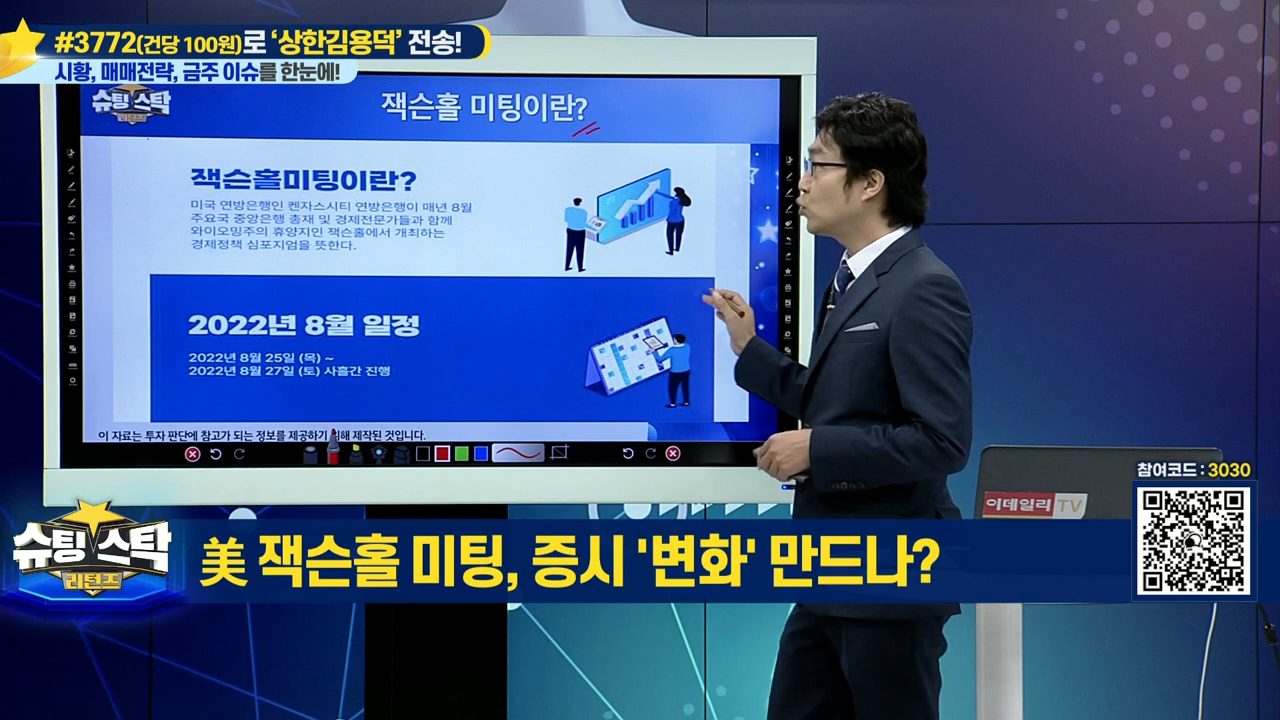 #3772(건당 100원)로 '상한김용덕' 전송!
시황, 매매전략, 금주 이슈를 한눈에!
슈팅 스탁
리턴즈
잭슨홀 미팅이란?
잭슨홀미팅이란?
미국 연방은행인 켄자스시티 연방은행이 매년 8월
주요국 중앙은행 총재 및 경제전문가들과 함께
와이오밍주의 휴양지인 잭슨홀에서 개최하는
경제정책 심포지엄을 뜻한다.
2022년 8월 일정
2022년 8월 25일 (목) ~
2022년 8월 27일 (토) 사흘간 진행
이 자료는 투자 판단에 참고가 되는 정보를 제공하기 위해 제작된 것입니다.
참여코드 : 3030
이데일리 TV
슈팅 스탁
리턴즈
美 잭슨홀 미팅, 증시 '변화' 만드나?